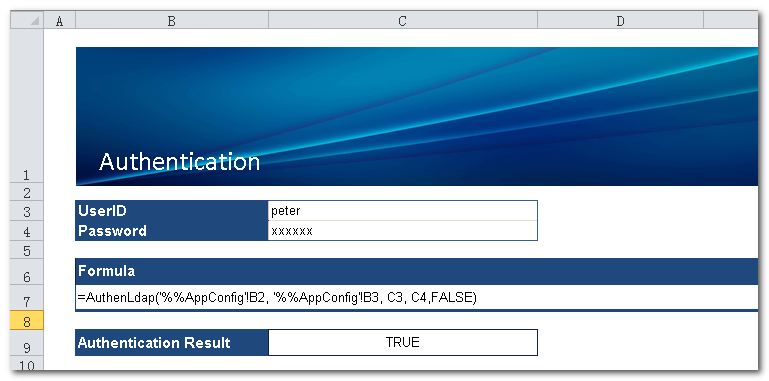 A B C D
1 Authentication
2
3 UserID peter
4 Password xxxxxx
5
6 Formula
7 =AuthenLdap('%%AppConfig'!B2, '%%AppConfig'!B3, C3, C4,FALSE)
8
9 Authentication Result TRUE
10